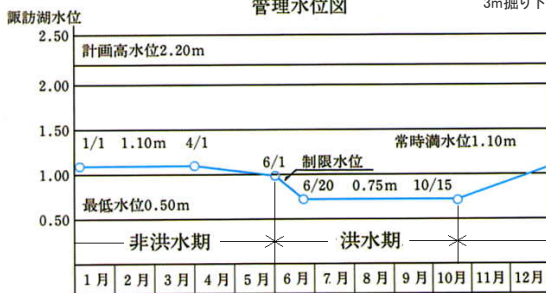 管理水位図
3m掘り下
諏訪湖水位
2.50
計画高水位2.20m
2.00
1.50
1/1 1.10m 4/1
常時満水位1.10m
6/1 制限水位
1.00
6/20 0.75m 10/15
最低水位0.50m
0.50
非洪水期 洪水期
1月 2月 3月 4月 5月 6月 7月 8月 9月 10月 11月 12月